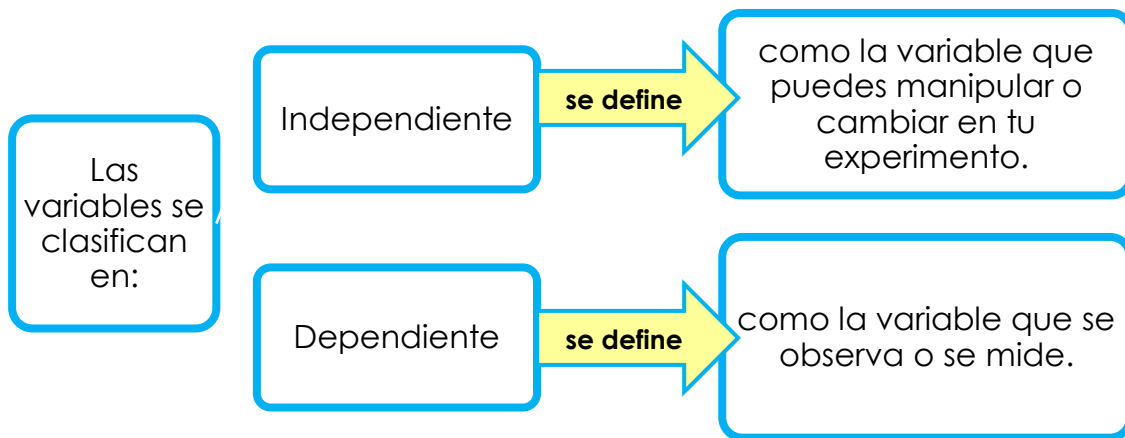 Las
variables se
clasifican
en:
Independiente
se define
como la variable que
puedes manipular o
cambiar en tu
experimento.
Dependiente
se define
como la variable que se
observa o se mide.